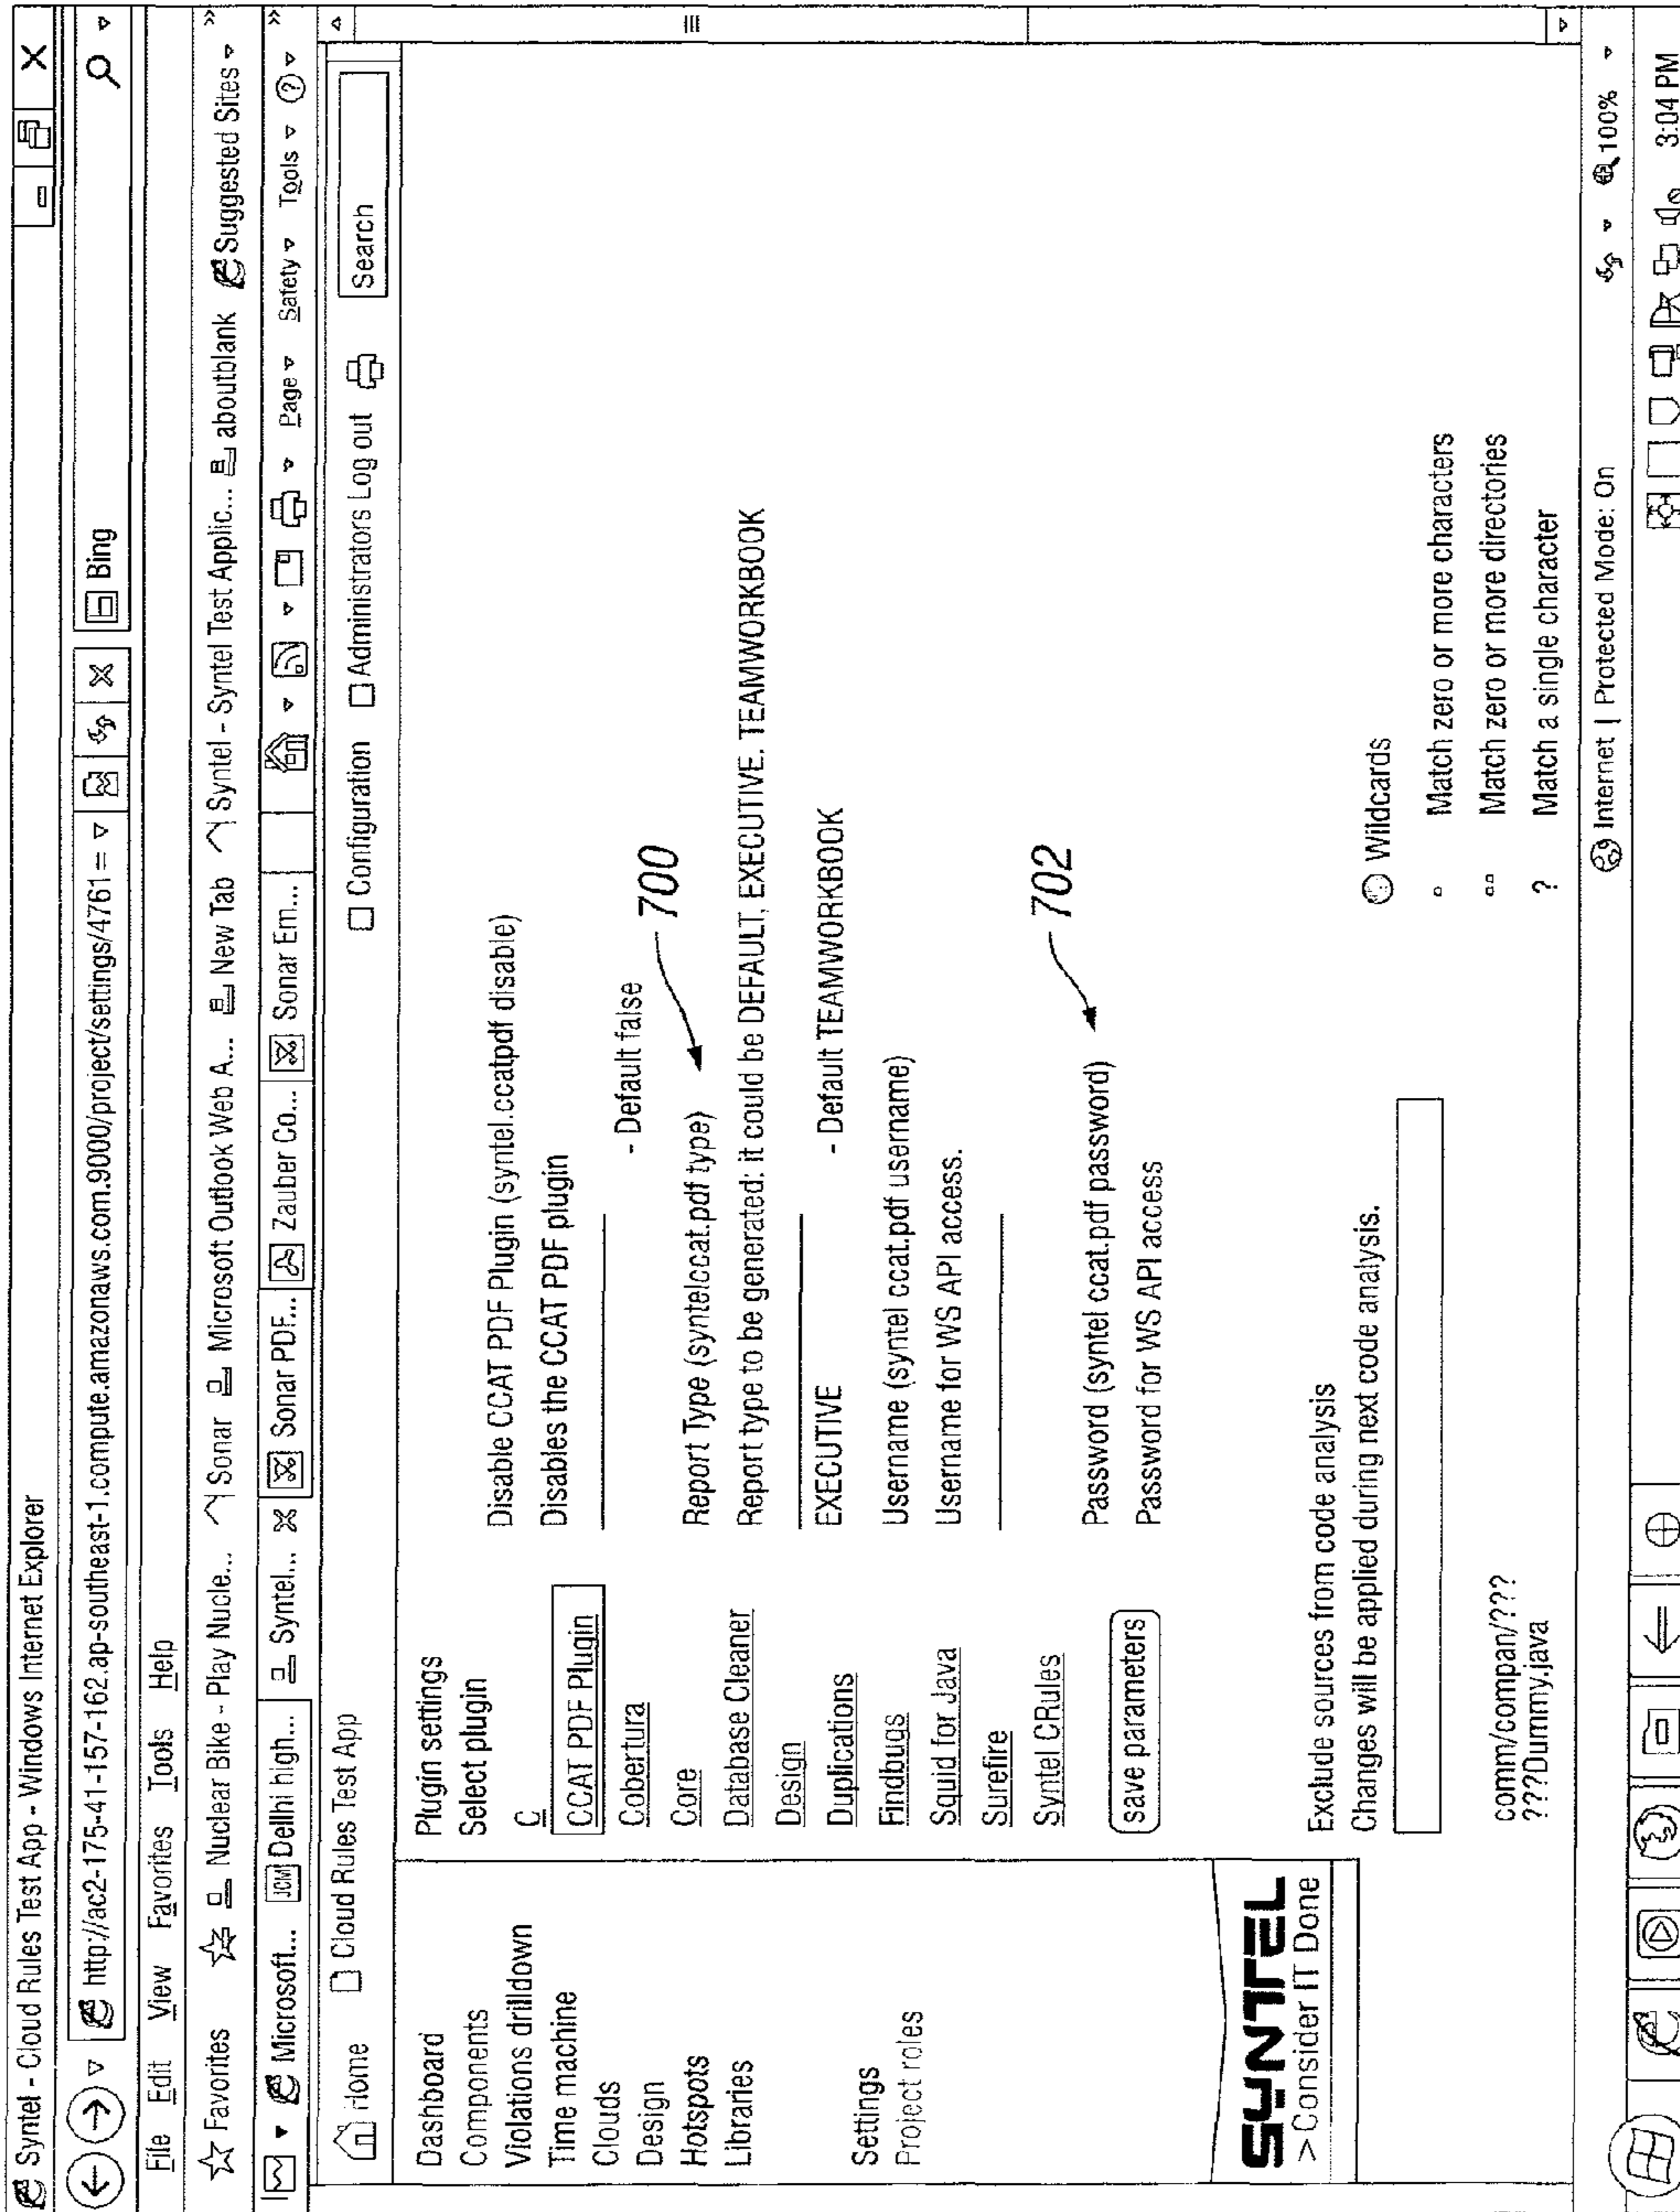 Syntel - Cloud Rules Test App - Windows Internet Explorer
http://ac2-175-41-157-162.ap-southeast-1.compute.amazonaws.com.9000/project/settings/4761= Bing
File Edit View Favorites Tools Help
Favorites Nuclear Bike - Play Nucle... Sonar Microsoft Outlook Web A... New Tab Syntel - Syntel Test Applic... aboutblank Suggested Sites »
Microsoft... JCM Dellhi high... Syntel... Sonar PDF... Zauber Co... Sonar Em... Page Safety Tools ? »
Home Cloud Rules Test App Configuration Administrators Log out Search
Dashboard
Components
Violations drilldown
Time machine
Clouds
Design
Hotspots
Libraries
Settings
Project roles
SYNTEL
>Consider IT Done
Plugin settings
Select plugin
C
CCAT PDF Plugin
Cobertura
Core
Database Cleaner
Design
Duplications
Findbugs
Squid for Java
Surefire
Syntel CRules
save parameters
Disable CCAT PDF Plugin (syntel.ccatpdf disable)
Disables the CCAT PDF plugin
- Default false
700
Report Type (syntelccat.pdf type)
Report type to be generated: it could be DEFAULT, EXECUTIVE. TEAMWORKBOOK
EXECUTIVE - Default TEAMWORKBOOK
Username (syntel ccat.pdf username)
Username for WS API access.
702
Password (syntel ccat.pdf password)
Password for WS API access
Exclude sources from code analysis
Changes will be applied during next code analysis.
comm/compan/???
????Dummy.java
Wildcards
Match zero or more characters
Match zero or more directories
? Match a single character
Internet | Protected Mode: On 100%
3:04 PM